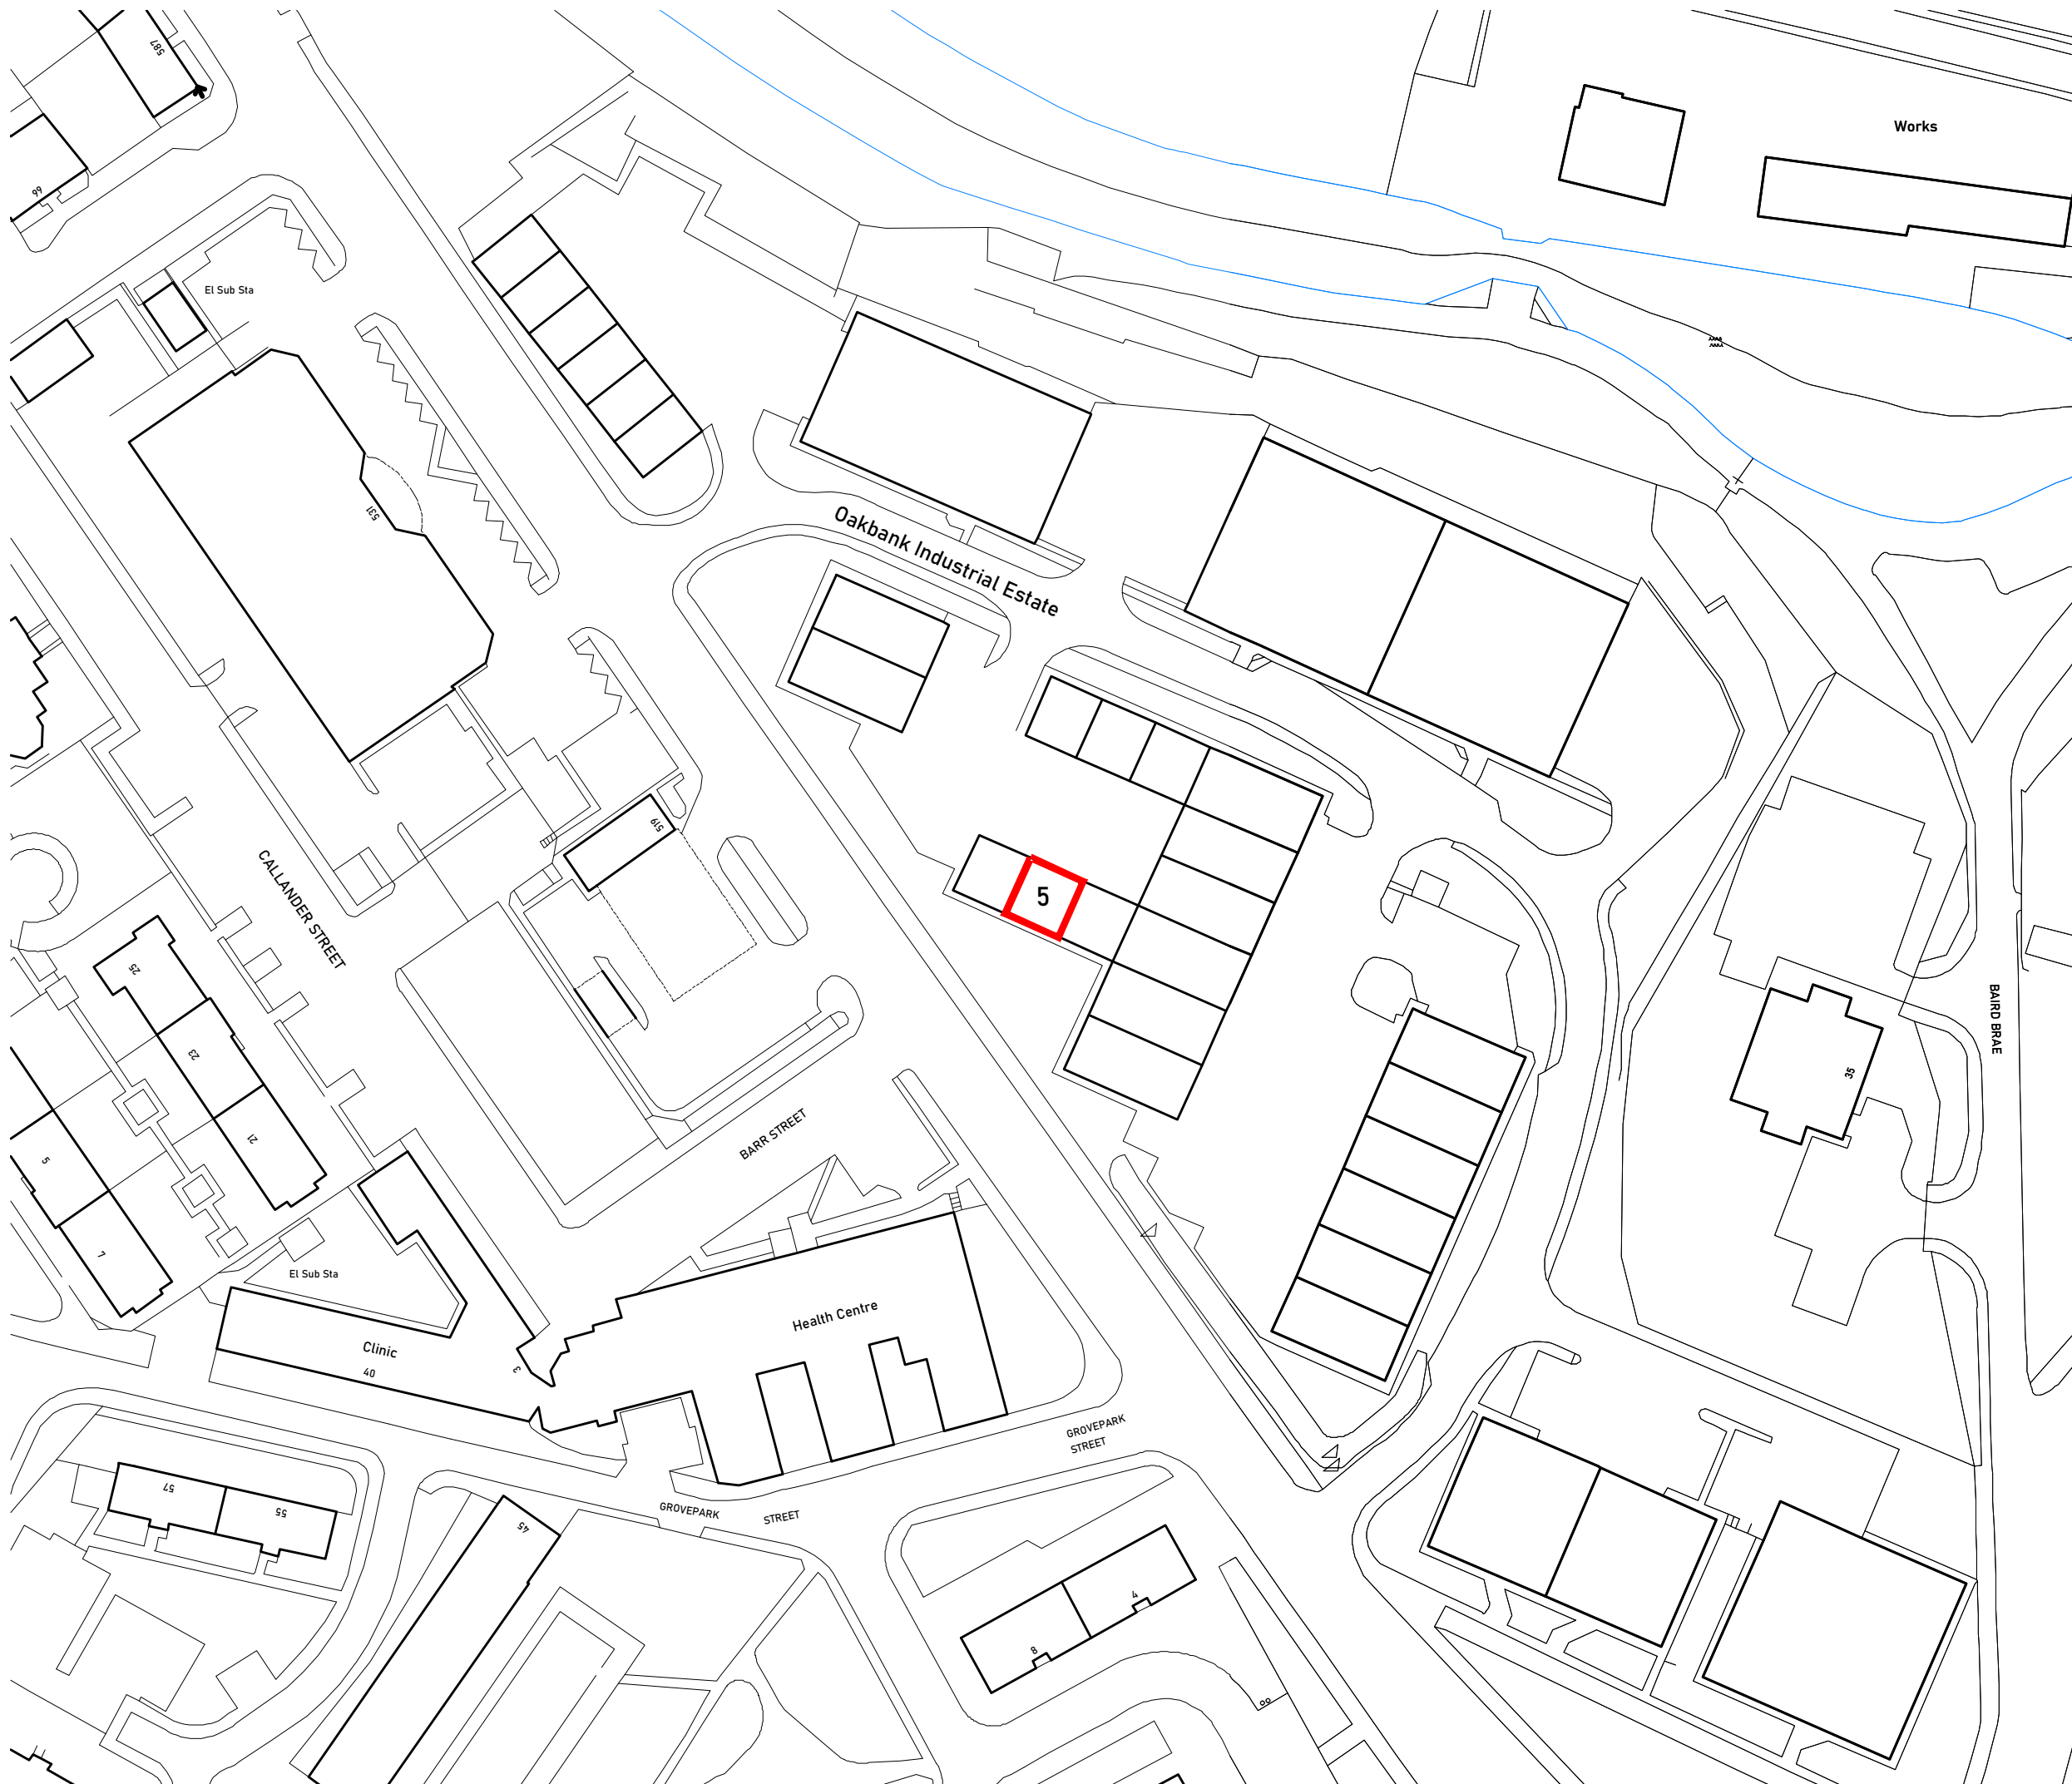 587
Works
66
El Sub Sta
531
Oakbank Industrial Estate
519
5
CALLANDER STREET
25
23
21
BAIRD BRAE
35
BARR STREET
5
7
El Sub Sta
Health Centre
Clinic
40
3
GROVEPARK
STREET
57
55
GROVEPARK
STREET
45
4
8